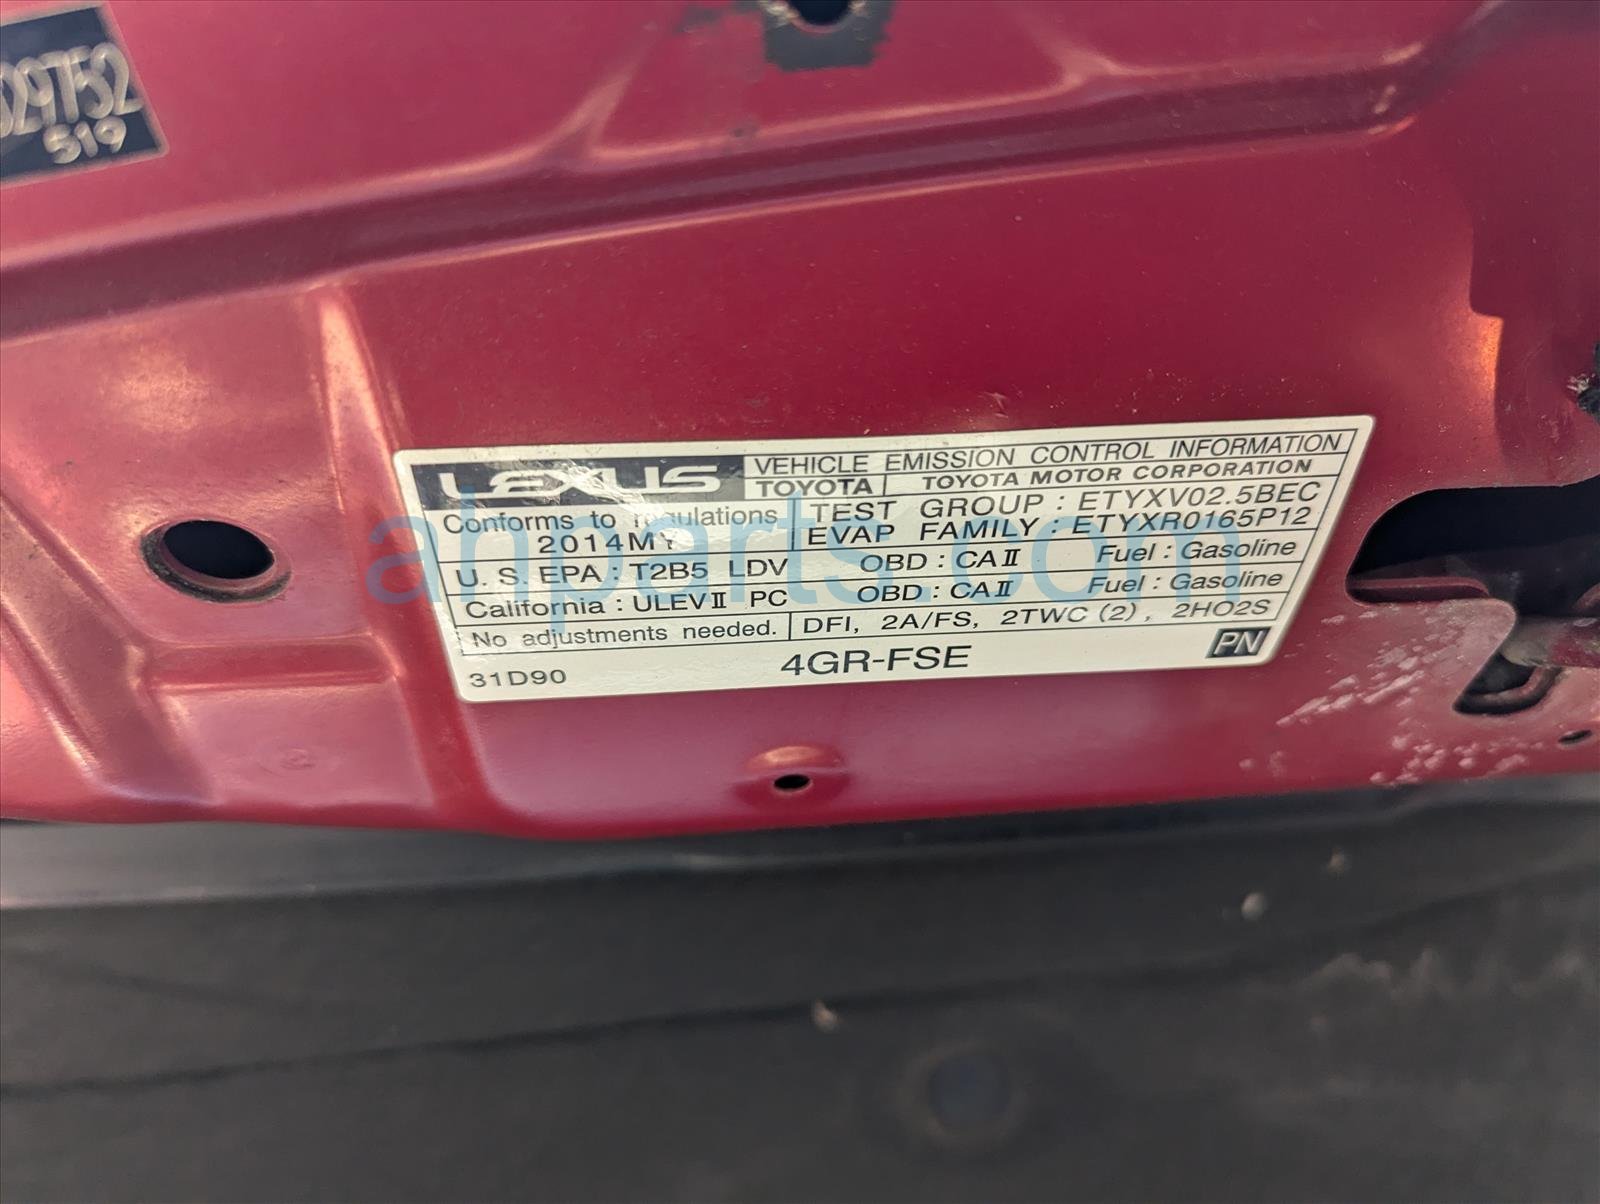 29752
519
LEXUS
VEHICLE EMISSION CONTROL INFORMATION
TOYOTA
TOYOTA MOTOR CORPORATION
Conforms to regulations
2014MY
TEST GROUP : ETYXV02.5BEC
EVAP FAMILY : ETYXR0165P12
U. S. EPA : T2B5 LDV OBD : CAⅡ Fuel : Gasoline
California : ULEVⅡ PC OBD : CAⅡ Fuel : Gasoline
No adjustments needed.
DFI, 2A/FS, 2TWC (2), 2HO2S
31D90
4GR-FSE
PN
ahparts.com